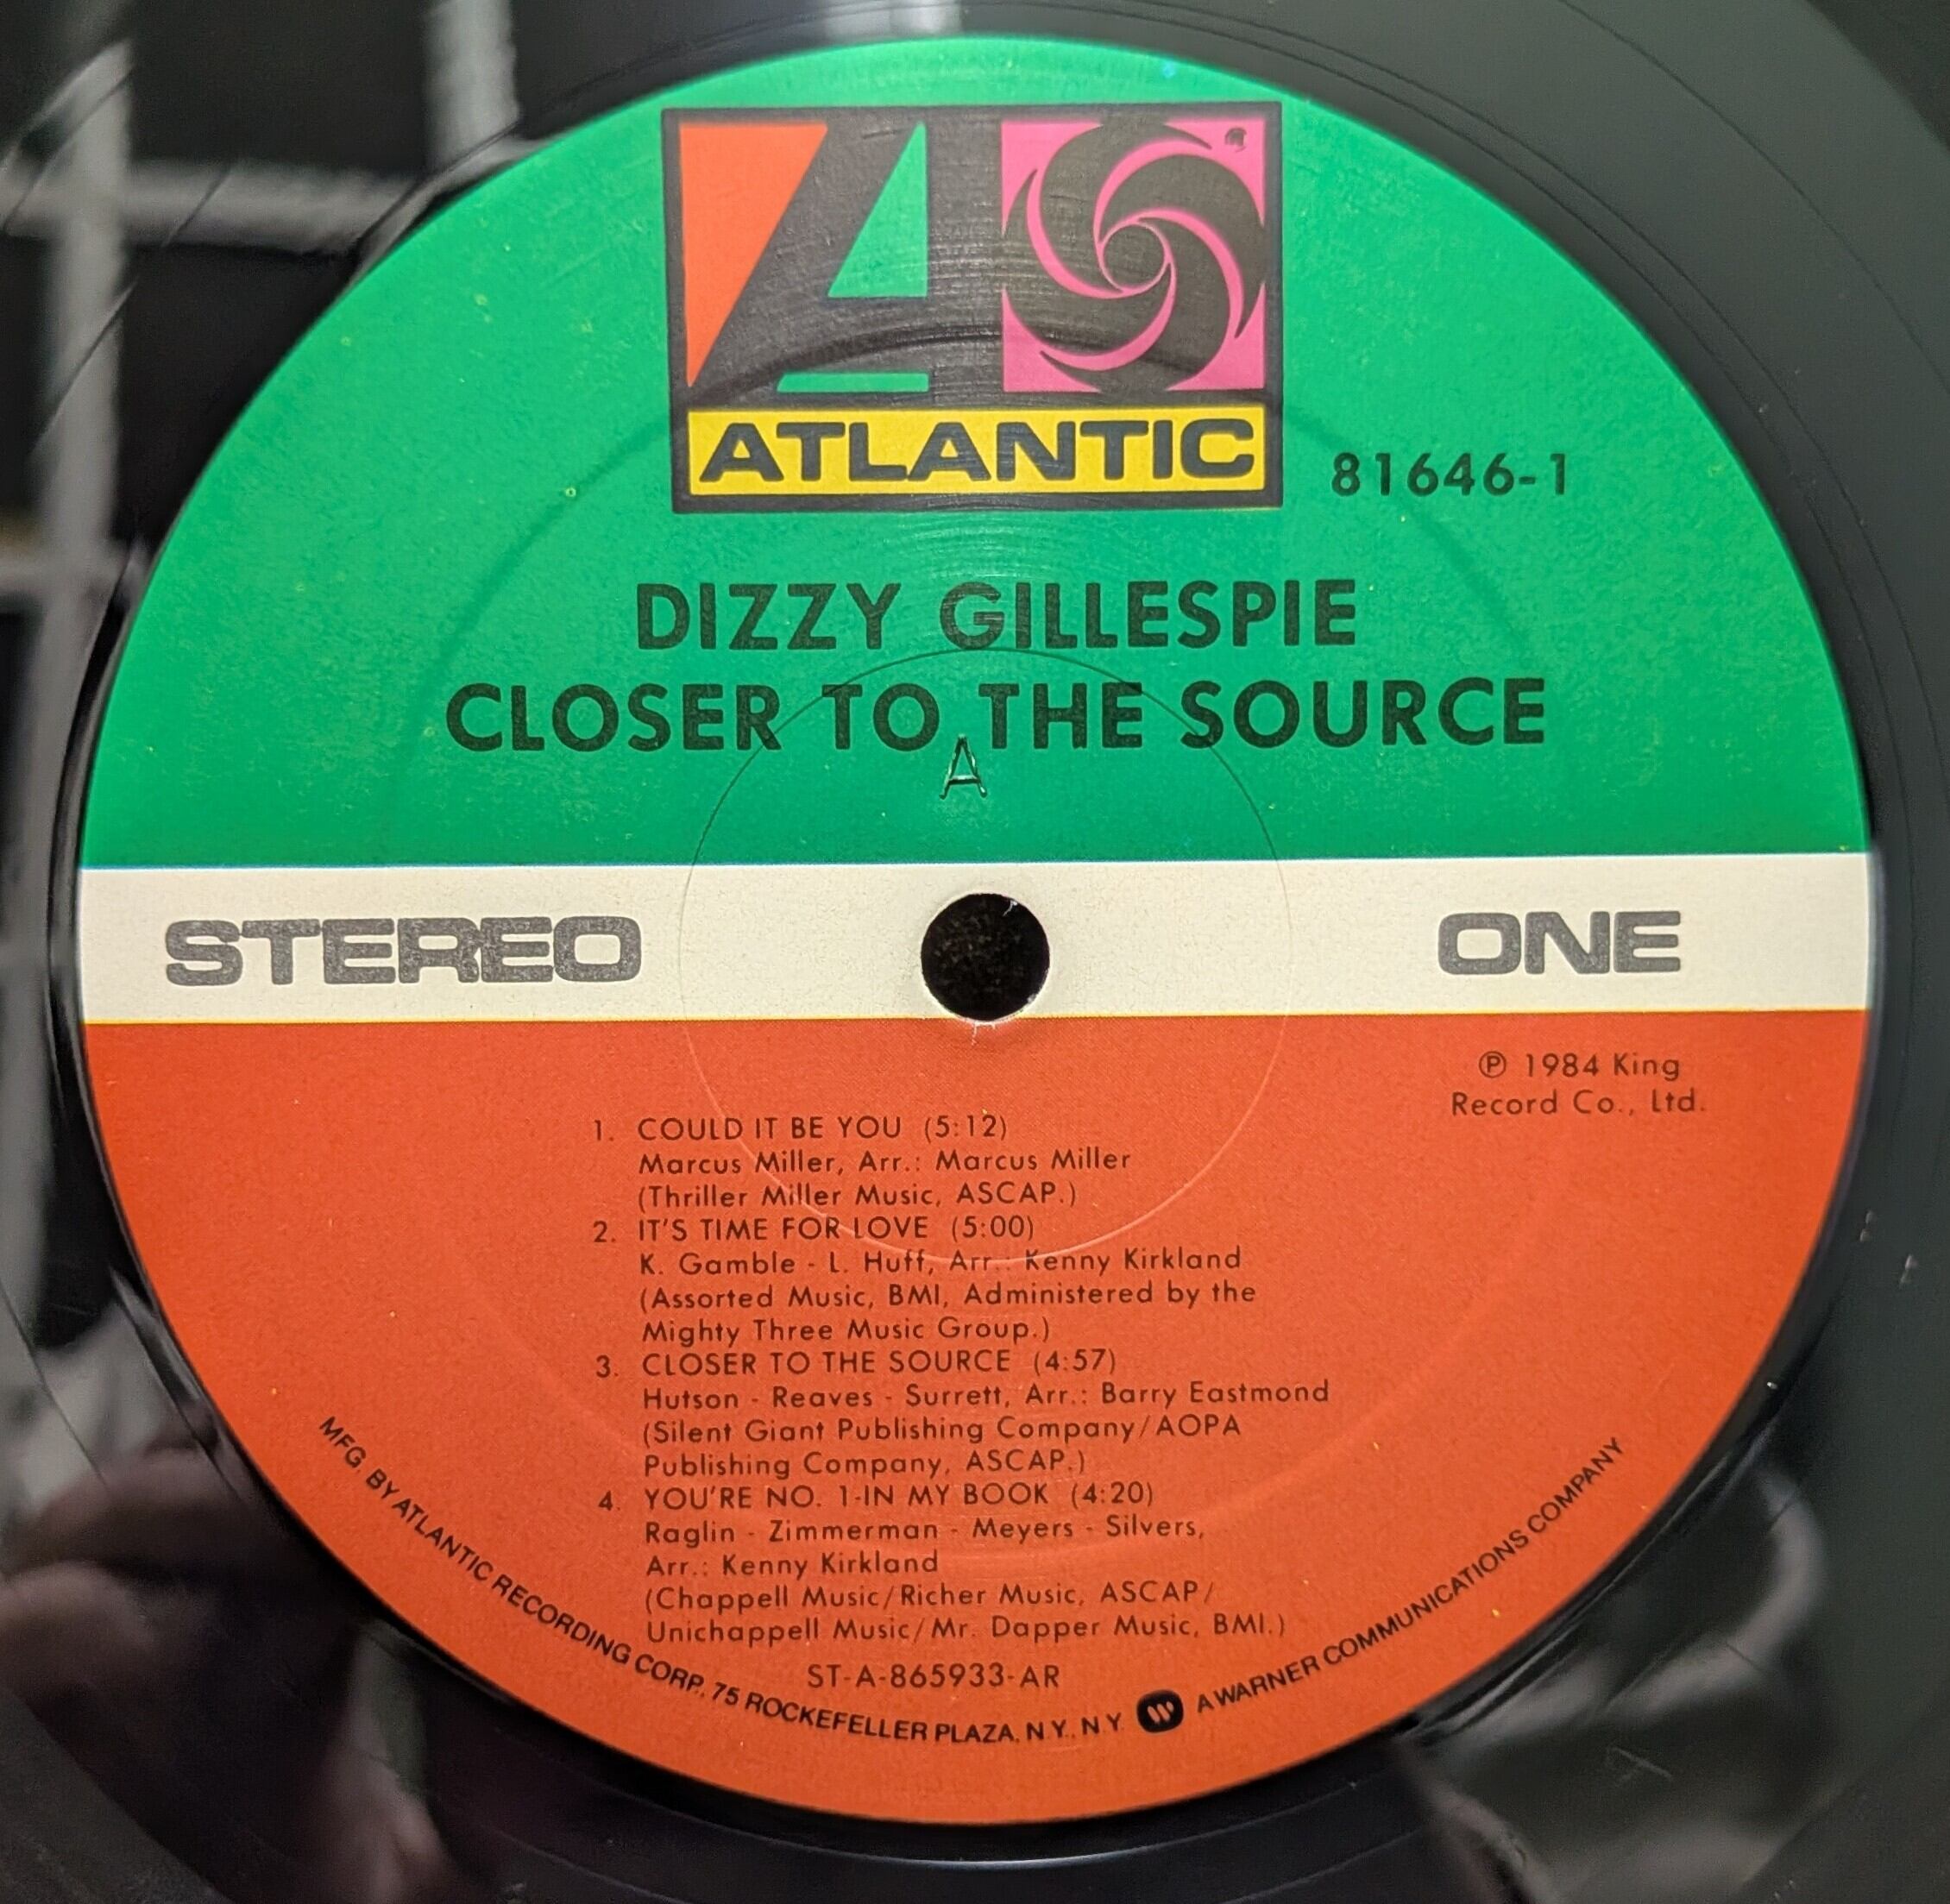 ATLANTIC
81646-1
DIZZY GILLESPIE
CLOSER TO THE SOURCE
A
STEREO
ONE
℗ 1984 King
Record Co., Ltd.
1. COULD IT BE YOU (5:12)
Marcus Miller, Arr.: Marcus Miller
(Thriller Miller Music, ASCAP.)
2. IT'S TIME FOR LOVE (5:00)
K. Gamble - L. Huff, Arr.: Kenny Kirkland
(Assorted Music, BMI, Administered by the
Mighty Three Music Group.)
3. CLOSER TO THE SOURCE (4:57)
Hutson - Reaves - Surrett, Arr.: Barry Eastmond
(Silent Giant Publishing Company/AOPA
Publishing Company, ASCAP.)
4. YOU'RE NO. 1-IN MY BOOK (4:20)
Raglin - Zimmerman - Meyers - Silvers,
Arr.: Kenny Kirkland
(Chappell Music/Richer Music, ASCAP/
Unichappell Music/Mr. Dapper Music, BMI.)
ST-A-865933-AR
MFG. BY ATLANTIC RECORDING CORP., 75 ROCKEFELLER PLAZA, N.Y., N.Y. A WARNER COMMUNICATIONS COMPANY